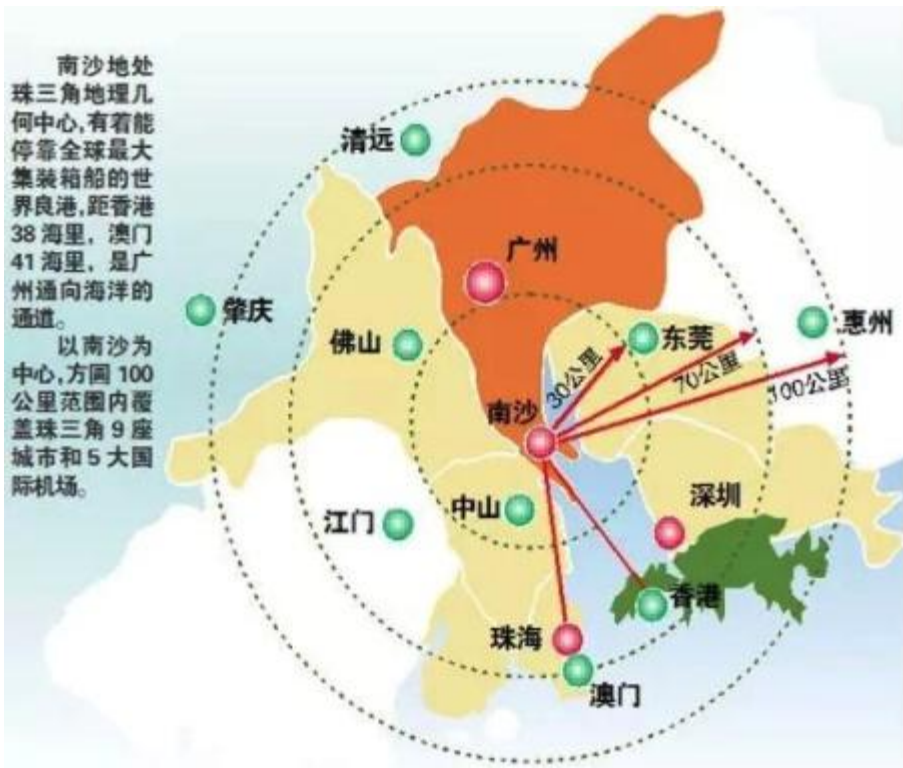 南沙地处
珠三角地理几
何中心,有着能
停靠全球最大
集装箱船的世
界良港,距香港
38海里,澳门
41海里,是广
州通向海洋的
通道。
以南沙为
中心,方圆100
公里范围内覆
盖珠三角9座
城市和5大国
际机场。
清远
广州
肇庆
佛山
东莞
惠州
30公里
70公里
100公里
南沙
江门
中山
深圳
香港
珠海
澳门